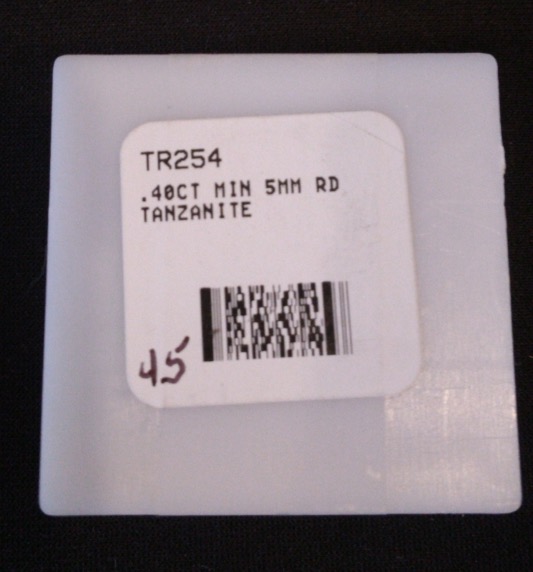 TR254
.40CT MIN 5MM RD
TANZANITE
45